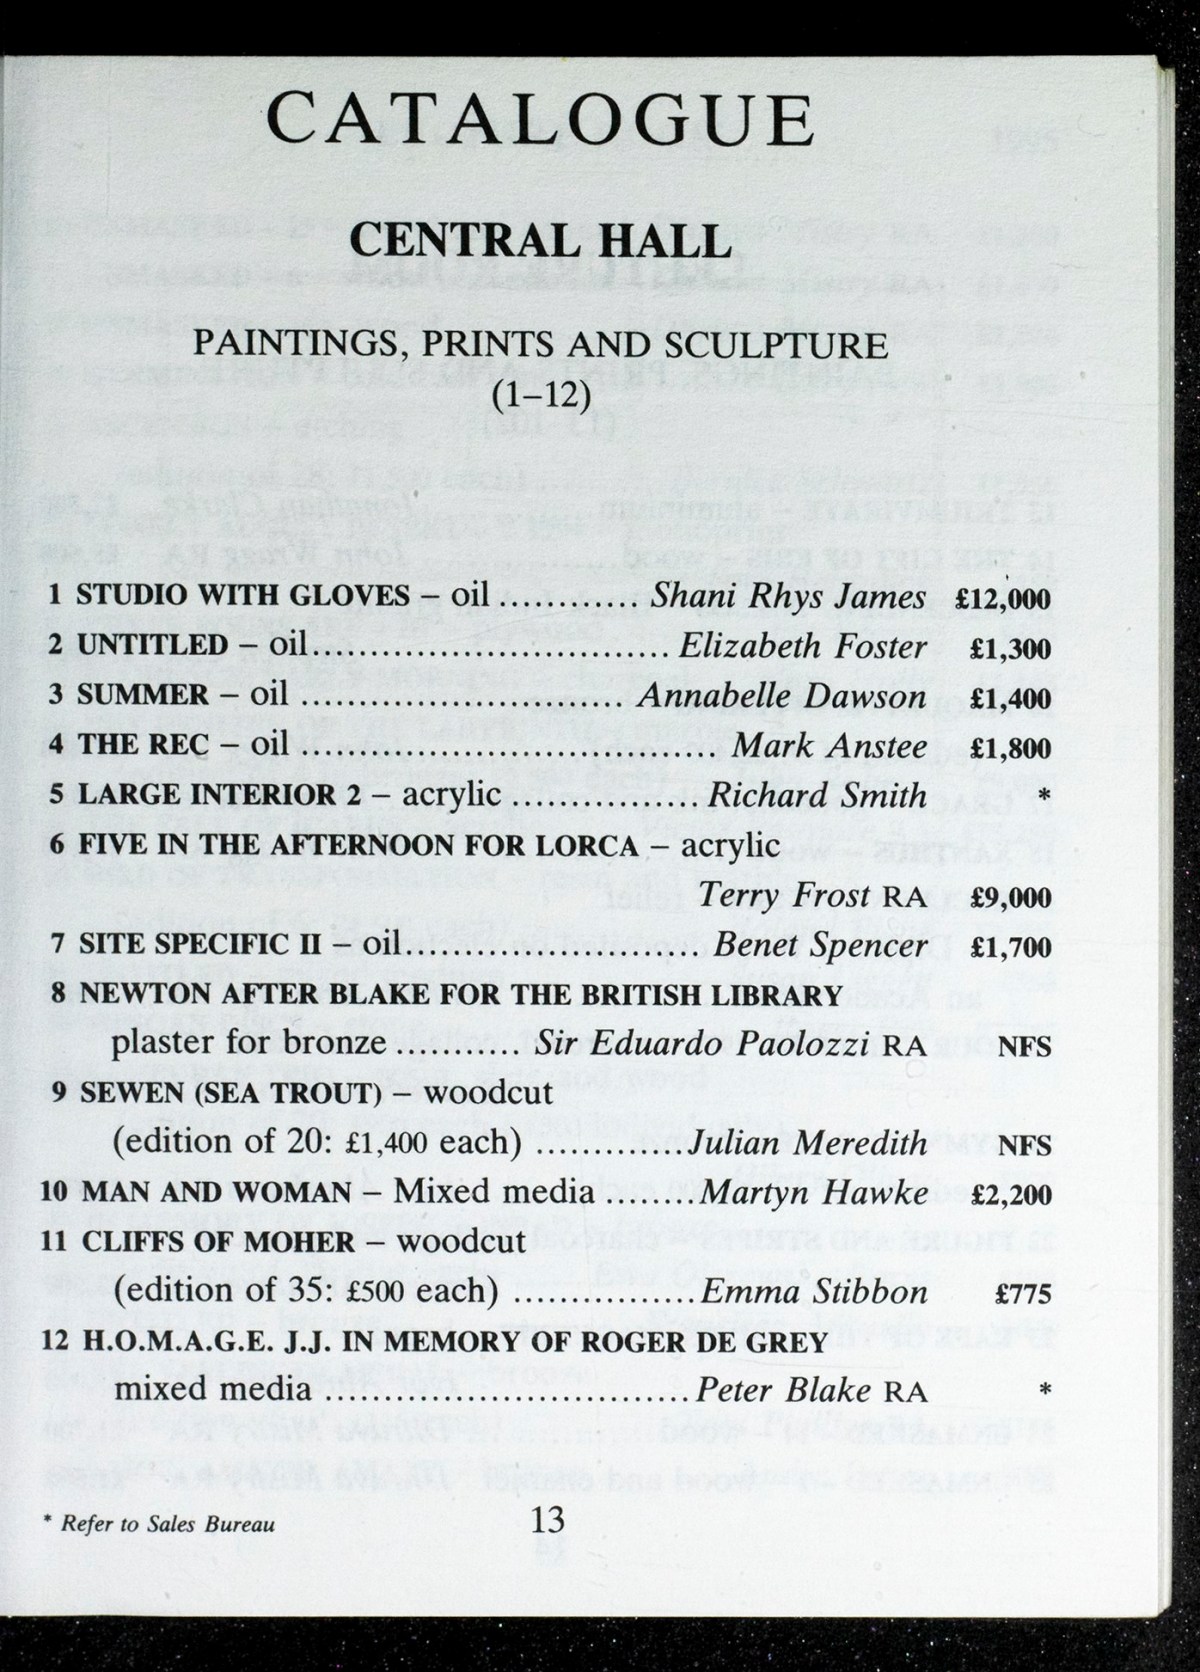 CATALOGUE
CENTRAL HALL
PAINTINGS, PRINTS AND SCULPTURE
(1–12)
1 STUDIO WITH GLOVES – oil ............ Shani Rhys James £12,000
2 UNTITLED – oil............................... Elizabeth Foster £1,300
3 SUMMER – oil ............................ Annabelle Dawson £1,400
4 THE REC – oil .................................... Mark Anstee £1,800
5 LARGE INTERIOR 2 – acrylic ................ Richard Smith *
6 FIVE IN THE AFTERNOON FOR LORCA – acrylic
Terry Frost RA £9,000
7 SITE SPECIFIC II – oil.......................... Benet Spencer £1,700
8 NEWTON AFTER BLAKE FOR THE BRITISH LIBRARY
plaster for bronze ........... Sir Eduardo Paolozzi RA NFS
9 SEWEN (SEA TROUT) – woodcut
(edition of 20: £1,400 each) .............Julian Meredith NFS
10 MAN AND WOMAN – Mixed media ........Martyn Hawke £2,200
11 CLIFFS OF MOHER – woodcut
(edition of 35: £500 each) ................Emma Stibbon £775
12 H.O.M.A.G.E. J.J. IN MEMORY OF ROGER DE GREY
mixed media ................................Peter Blake RA *
* Refer to Sales Bureau 13